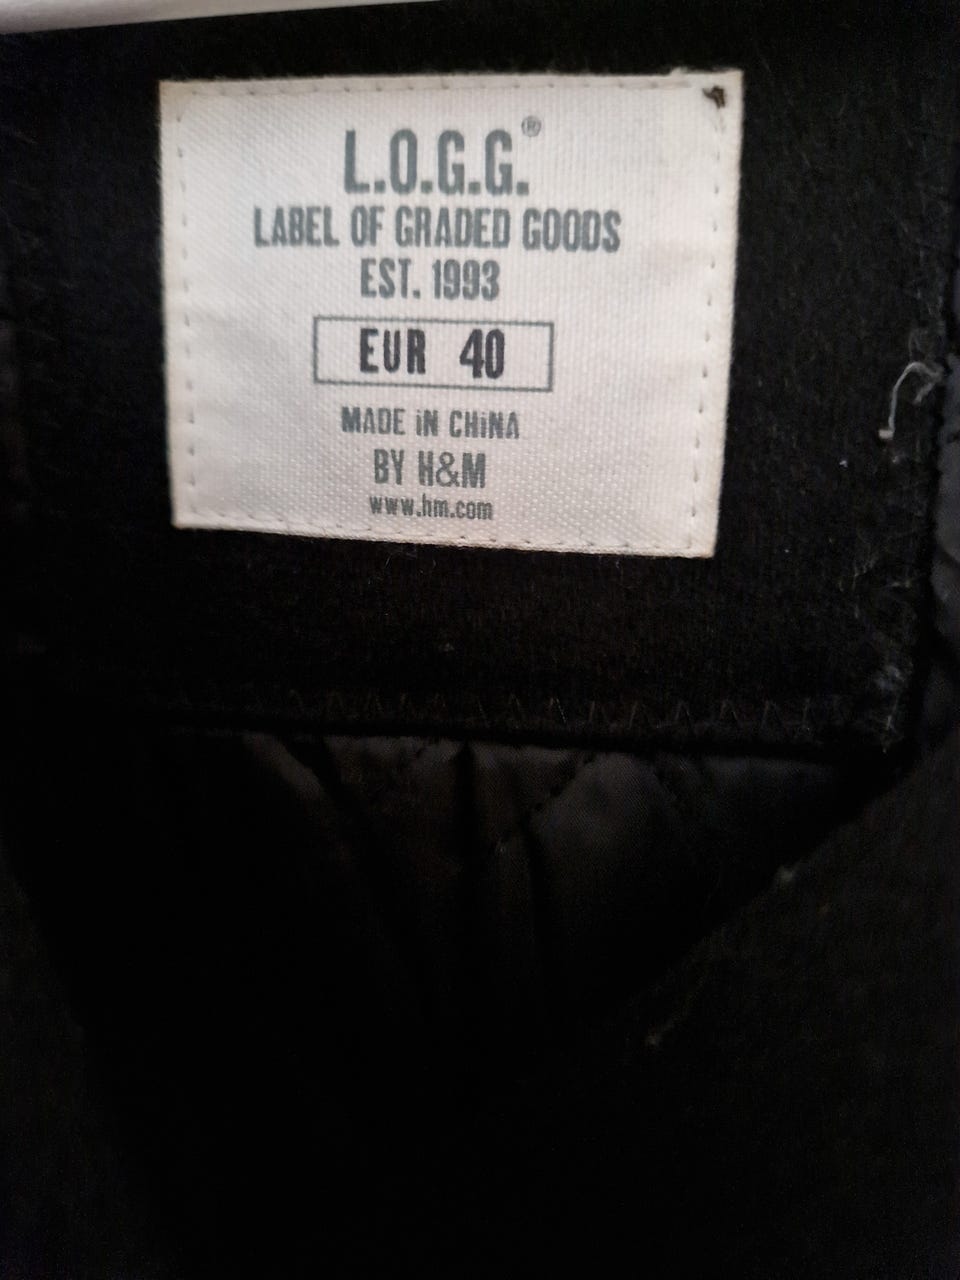 L.O.G.G.®
LABEL OF GRADED GOODS
EST. 1993
EUR 40
MADE iN CHiNA
BY H&M
www.hm.com